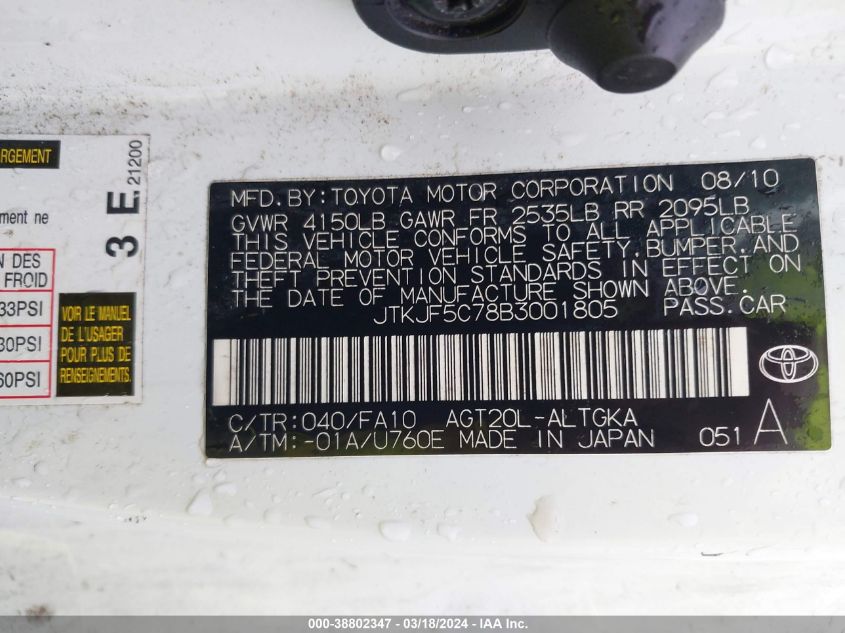 ARGEMENT
ment ne
N DES
FROID
33PSI
30PSI
60PSI
3 E. 21200
VOIR LE MANUEL
DE L'USAGER
POUR PLUS DE
RENSEIGNEMENTS.
MFD. BY: TOYOTA MOTOR CORPORATION 08/10
GVWR 4150LB GAWR FR 2535LB RR 2095LB
THIS VEHICLE CONFORMS TO ALL APPLICABLE
FEDERAL MOTOR VEHICLE SAFETY, BUMPER, AND
THEFT PREVENTION STANDARDS IN EFFECT ON
THE DATE OF MANUFACTURE SHOWN ABOVE.
JTKJF5C78B3001805 PASS. CAR
C/TR: 040/FA10 AGT20L-ALTGKA
A/TM: -01A/U760E MADE IN JAPAN 051 A
000-38802347 - 03/18/2024 - IAA Inc.